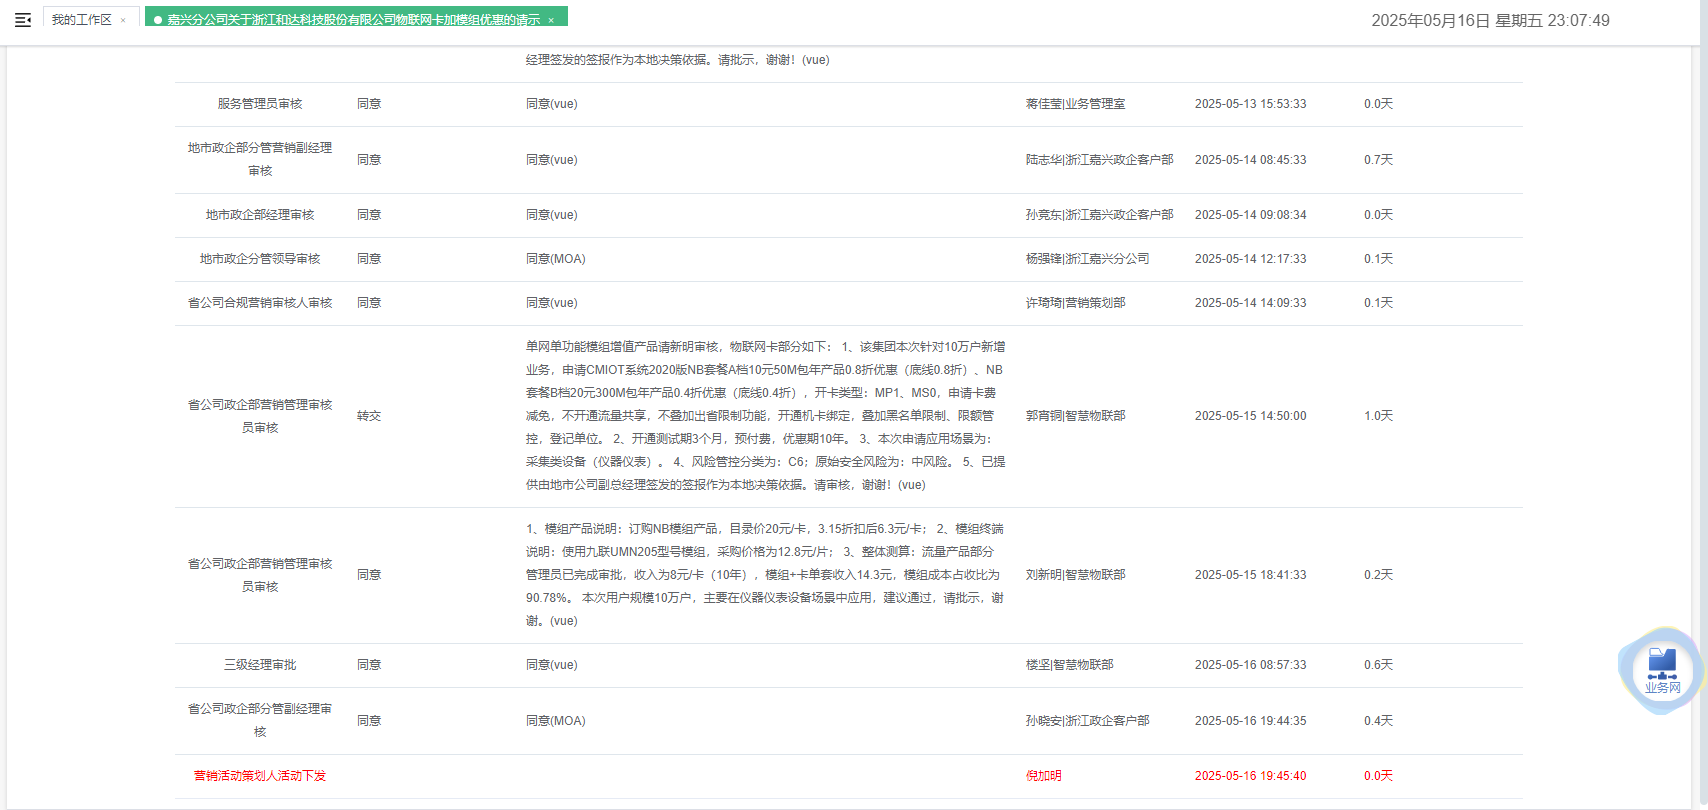 我的工作区 ×
嘉兴分公司关于浙江和达科技股份有限公司物联网卡加模组优惠的请示 ×
2025年05月16日 星期五 23:07:49
经理签发的签报作为本地决策依据。请批示，谢谢！(vue)
服务管理员审核 同意 同意(vue) 蒋佳莹|业务管理室 2025-05-13 15:53:33 0.0天
地市政企部分管营销副经理
审核 同意 同意(vue) 陆志华|浙江嘉兴政企客户部 2025-05-14 08:45:33 0.7天
地市政企部经理审核 同意 同意(vue) 孙竞东|浙江嘉兴政企客户部 2025-05-14 09:08:34 0.0天
地市政企分管领导审核 同意 同意(MOA) 杨强锋|浙江嘉兴分公司 2025-05-14 12:17:33 0.1天
省公司合规营销审核人审核 同意 同意(vue) 许琦琦|营销策划部 2025-05-14 14:09:33 0.1天
省公司政企部营销管理审核
员审核
转交
单网单功能模组增值产品请新明审核，物联网卡部分如下： 1、该集团本次针对10万户新增
业务，申请CMIOT系统2020版NB套餐A档10元50M包年产品0.8折优惠（底线0.8折）、NB
套餐B档20元300M包年产品0.4折优惠（底线0.4折），开卡类型：MP1、MS0，申请卡费
减免，不开通流量共享，不叠加出省限制功能，开通机卡绑定，叠加黑名单限制、限额管
控，登记单位。 2、开通测试期3个月，预付费，优惠期10年。 3、本次申请应用场景为：
采集类设备（仪器仪表）。 4、风险管控分类为：C6；原始安全风险为：中风险。 5、已提
供由地市公司副总经理签发的签报作为本地决策依据。请审核，谢谢！(vue)
郭宵铜|智慧物联部 2025-05-15 14:50:00 1.0天
省公司政企部营销管理审核
员审核
同意
1、模组产品说明：订购NB模组产品，目录价20元/卡，3.15折扣后6.3元/卡； 2、模组终端
说明：使用九联UMN205型号模组，采购价格为12.8元/片； 3、整体测算：流量产品部分
管理员已完成审批，收入为8元/卡（10年），模组+卡单套收入14.3元，模组成本占收比为
90.78%。 本次用户规模10万户，主要在仪器仪表设备场景中应用，建议通过，请批示，谢
谢。(vue)
刘新明|智慧物联部 2025-05-15 18:41:33 0.2天
三级经理审批 同意 同意(vue) 楼坚|智慧物联部 2025-05-16 08:57:33 0.6天
省公司政企部分管副经理审
核 同意 同意(MOA) 孙晓安|浙江政企客户部 2025-05-16 19:44:35 0.4天
营销活动策划人活动下发 倪加明 2025-05-16 19:45:40 0.0天
业务网